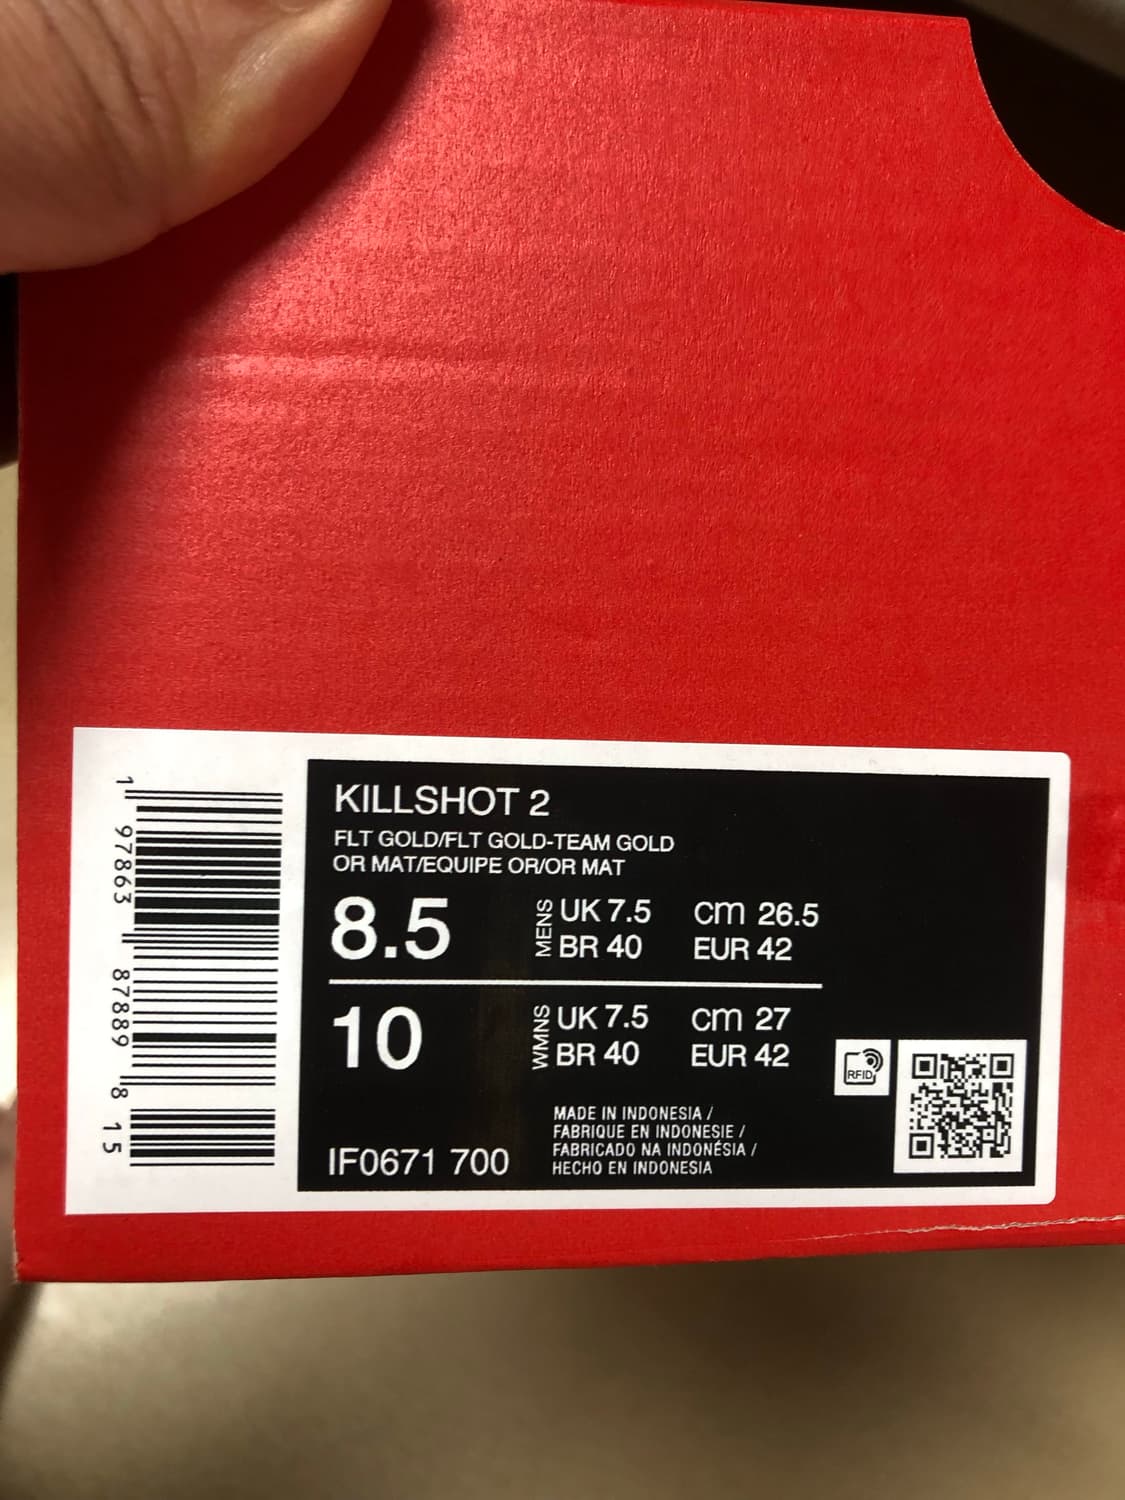 KILLSHOT 2
FLT GOLD/FLT GOLD-TEAM GOLD
OR MAT/EQUIPE OR/OR MAT
8.5 MENS UK 7.5 cm 26.5
BR 40 EUR 42
10 WMNS UK 7.5 cm 27
BR 40 EUR 42
IF0671 700
MADE IN INDONESIA /
FABRIQUE EN INDONESIE /
FABRICADO NA INDONÉSIA /
HECHO EN INDONESIA
RFID
1 97863 87889 8 15